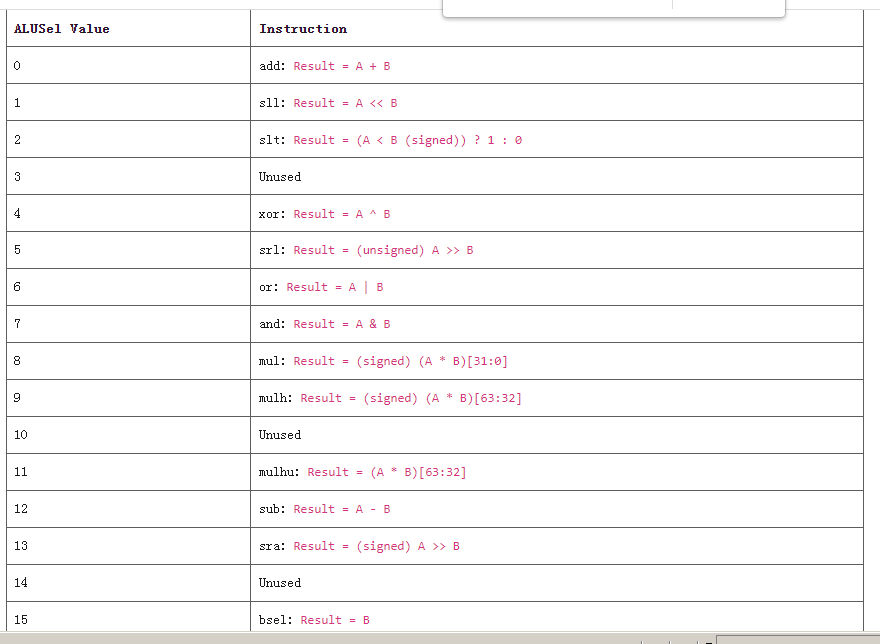 ALUSel Value Instruction
0 add: Result = A + B
1 sll: Result = A << B
2 slt: Result = (A < B (signed)) ? 1 : 0
3 Unused
4 xor: Result = A ^ B
5 srl: Result = (unsigned) A >> B
6 or: Result = A | B
7 and: Result = A & B
8 mul: Result = (signed) (A * B)[31:0]
9 mulh: Result = (signed) (A * B)[63:32]
10 Unused
11 mulhu: Result = (A * B)[63:32]
12 sub: Result = A - B
13 sra: Result = (signed) A >> B
14 Unused
15 bsel: Result = B